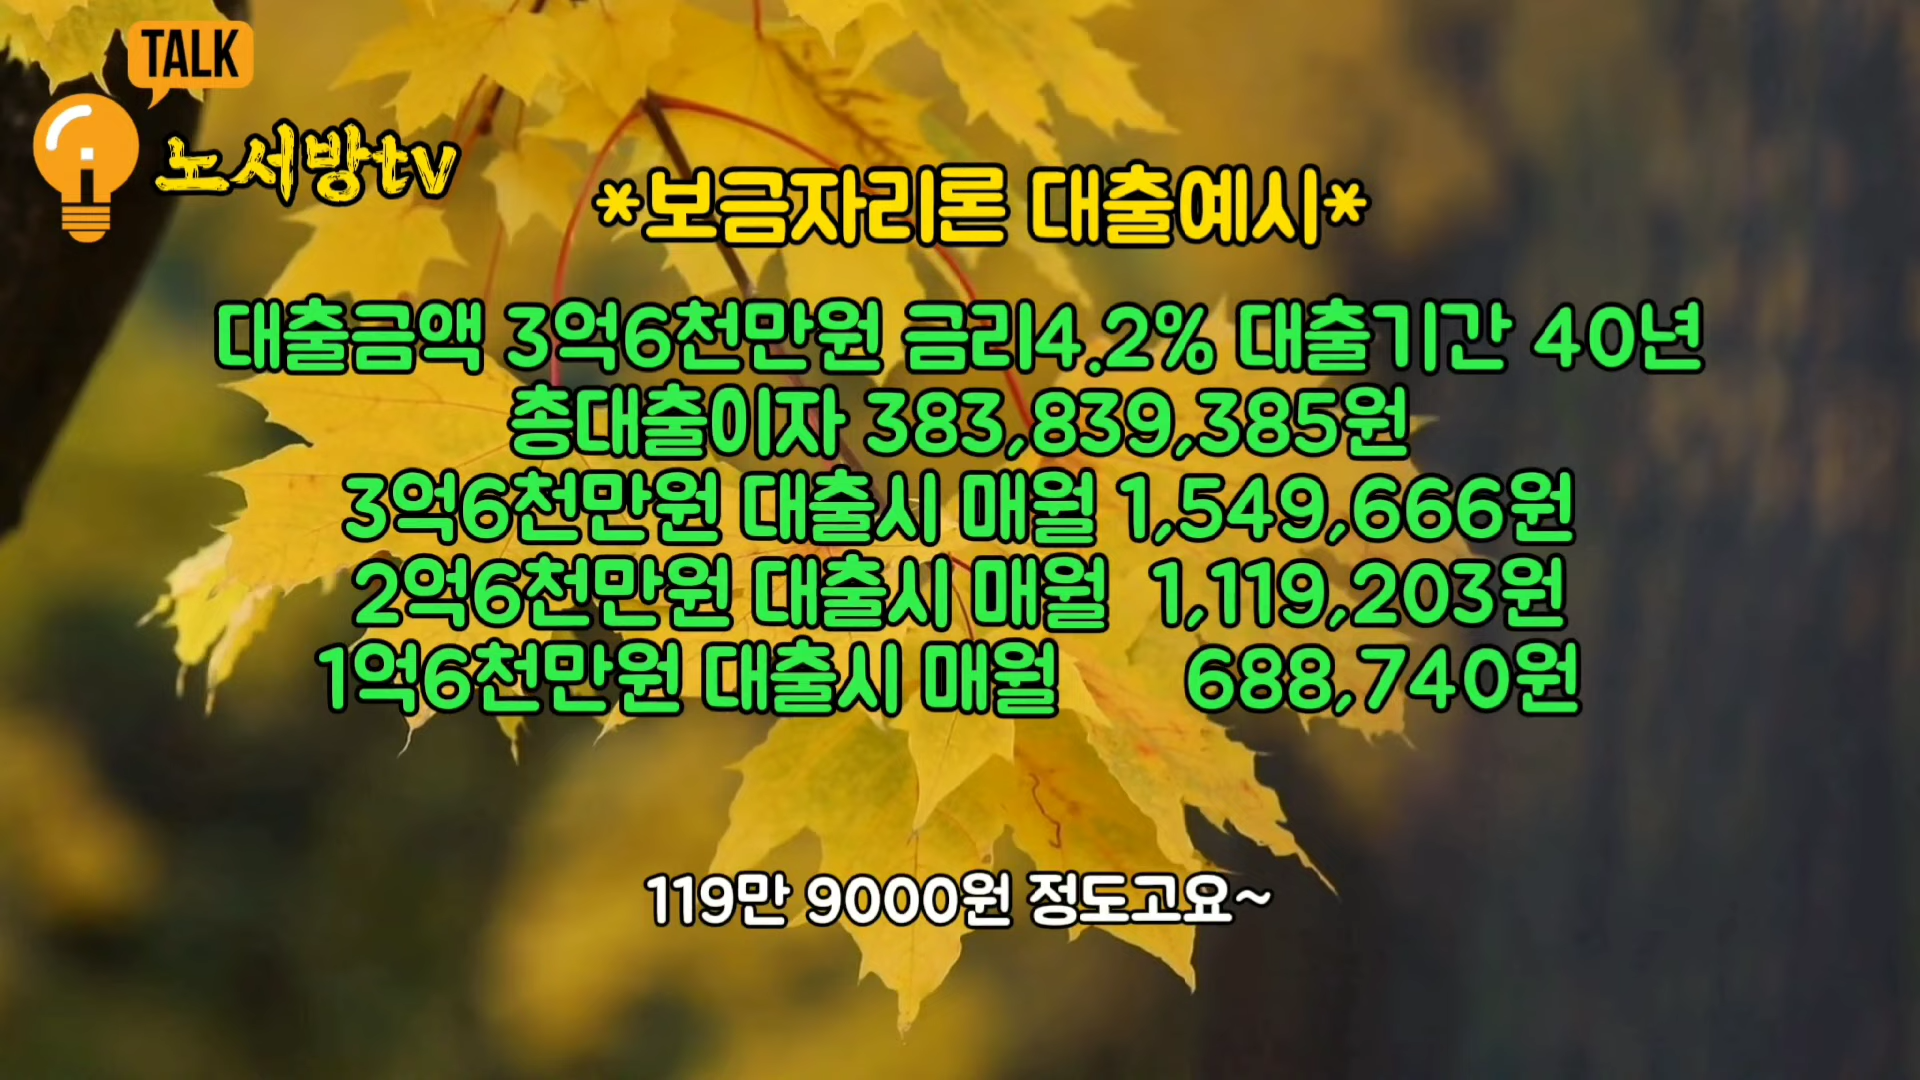 TALK
노서방tv
*보금자리론 대출예시*
대출금액 3억6천만원 금리4.2% 대출기간 40년
총대출이자 383,839,385원
3억6천만원 대출시 매월 1,549,666원
2억6천만원 대출시 매월 1,119,203원
1억6천만원 대출시 매월 688,740원
119만 9000원 정도고요~